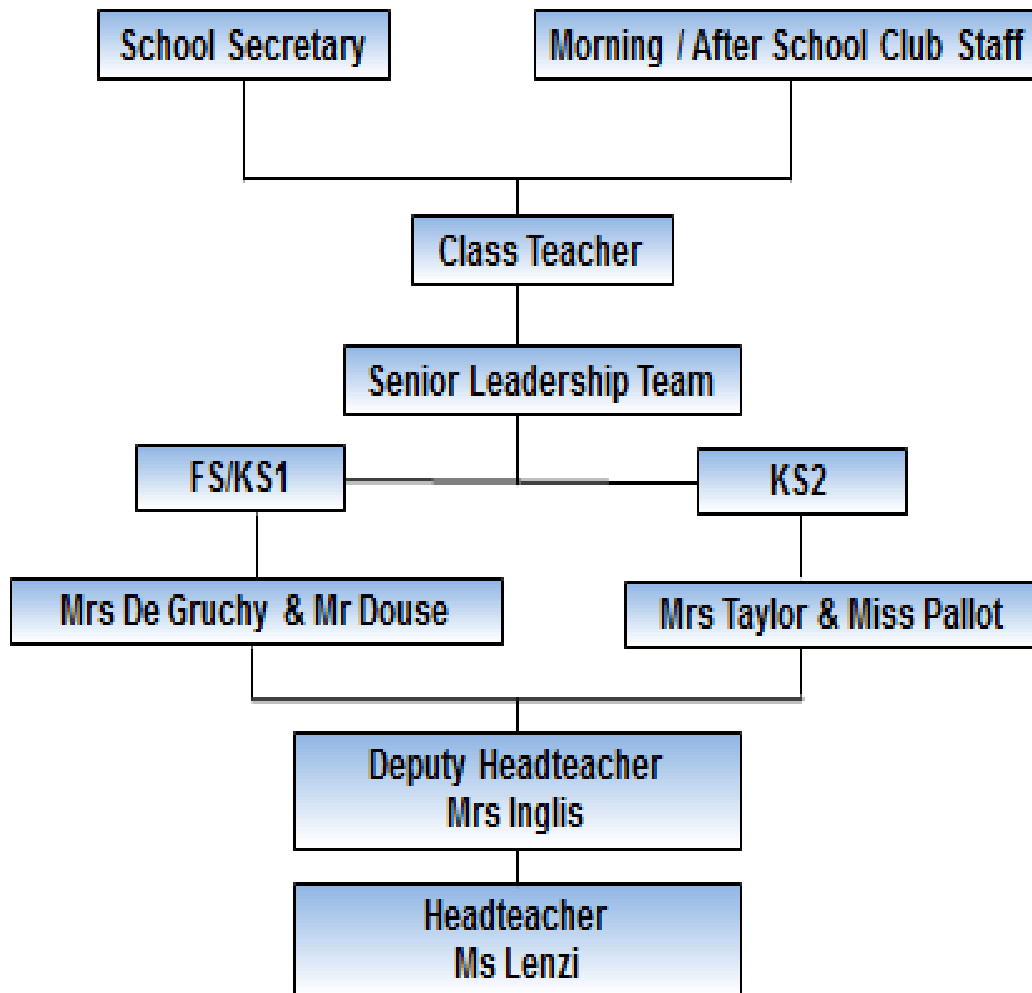 School Secretary
Morning / After School Club Staff
Class Teacher
Senior Leadership Team
FS/KS1
KS2
Mrs De Gruchy & Mr Douse
Mrs Taylor & Miss Pallot
Deputy Headteacher
Mrs Inglis
Headteacher
Ms Lenzi